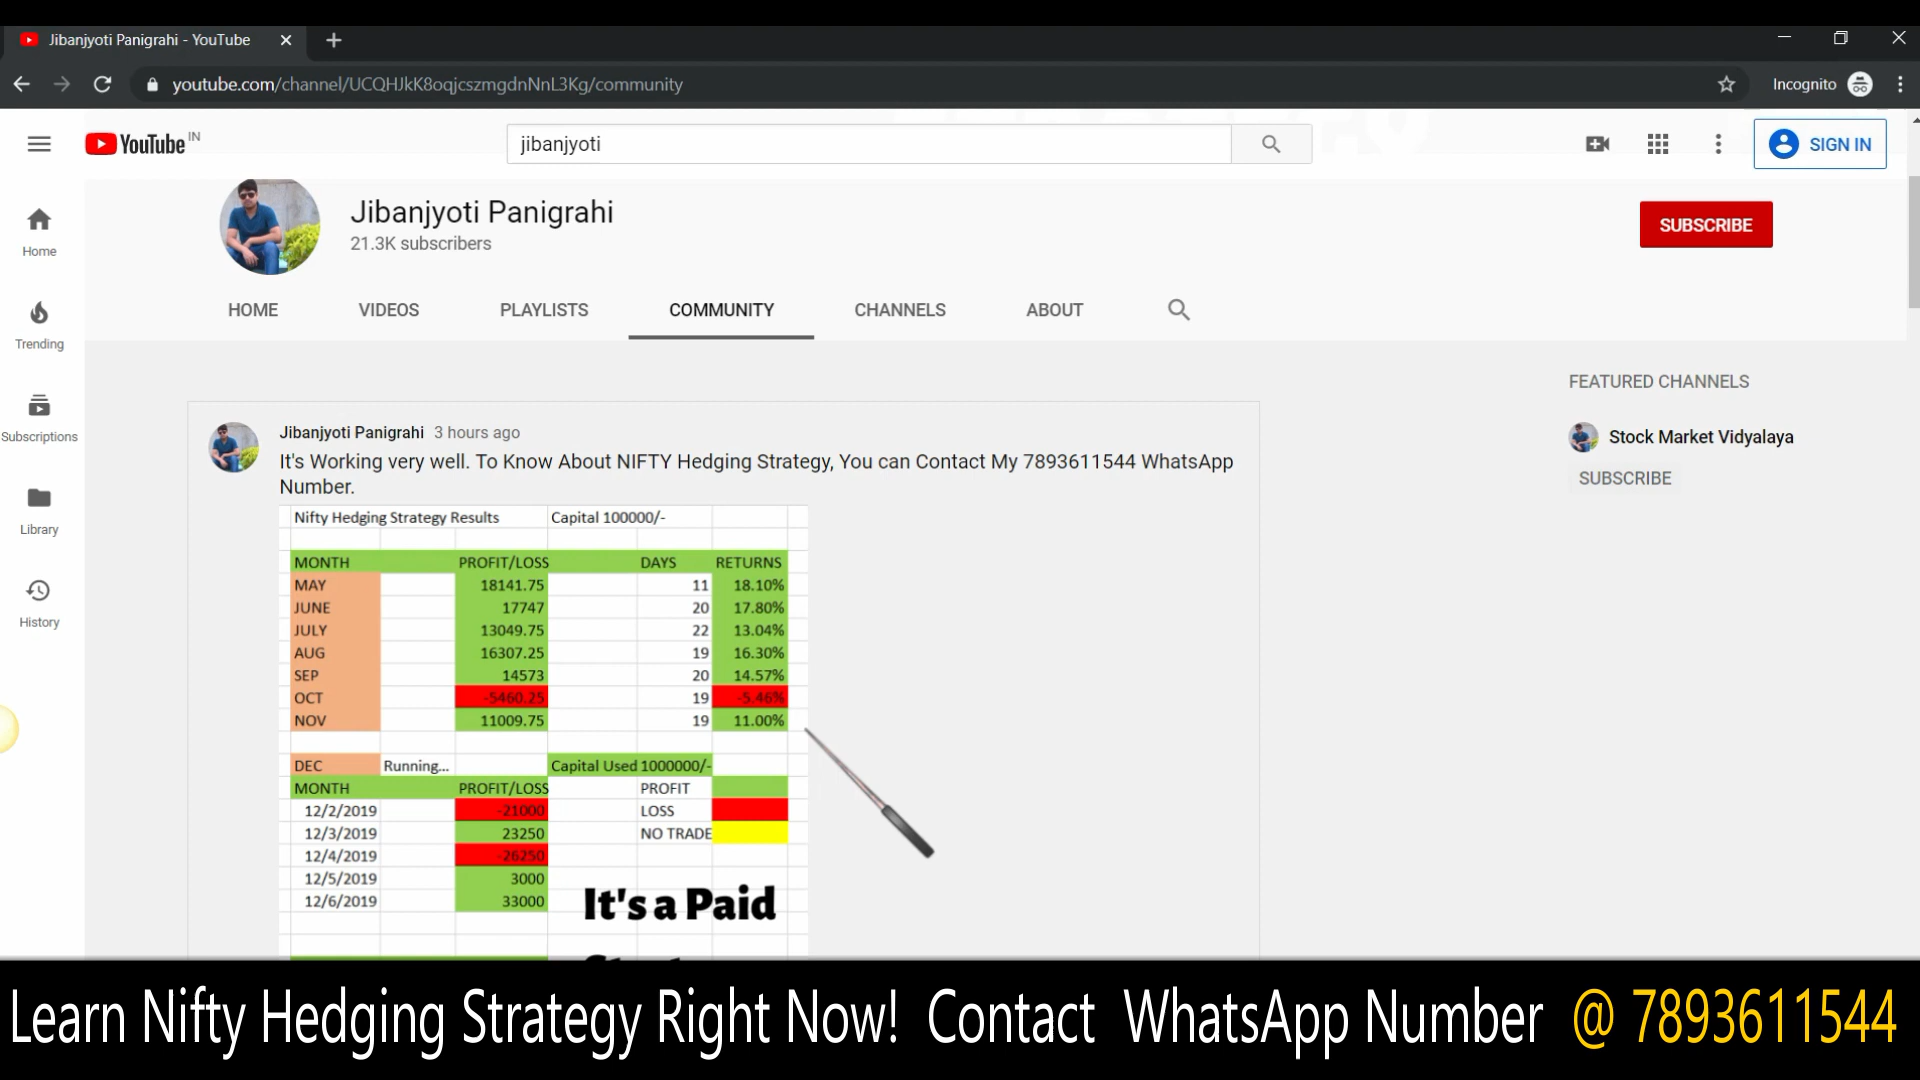 Jibanjyoti Panigrahi - YouTube
youtube.com/channel/UCQHJkK8oqjcszmgdnNnL3Kg/community
Incognito
YouTube IN
jibanjyoti
SIGN IN
Jibanjyoti Panigrahi
21.3K subscribers
SUBSCRIBE
HOME VIDEOS PLAYLISTS COMMUNITY CHANNELS ABOUT
Home
Trending
Subscriptions
Library
History
FEATURED CHANNELS
Stock Market Vidyalaya
SUBSCRIBE
Jibanjyoti Panigrahi 3 hours ago
It's Working very well. To Know About NIFTY Hedging Strategy, You can Contact My 7893611544 WhatsApp
Number.
Nifty Hedging Strategy Results Capital 100000/-
MONTH PROFIT/LOSS DAYS RETURNS
MAY 18141.75 11 18.10%
JUNE 17747 20 17.80%
JULY 13049.75 22 13.04%
AUG 16307.25 19 16.30%
SEP 14573 20 14.57%
OCT -5460.25 19 -5.46%
NOV 11009.75 19 11.00%
DEC Running... Capital Used 1000000/-
MONTH PROFIT/LOSS PROFIT
12/2/2019 -21000 LOSS
12/3/2019 23250 NO TRADE
12/4/2019 -26250
12/5/2019 3000
12/6/2019 33000
It's a Paid
Learn Nifty Hedging Strategy Right Now! Contact WhatsApp Number @ 7893611544